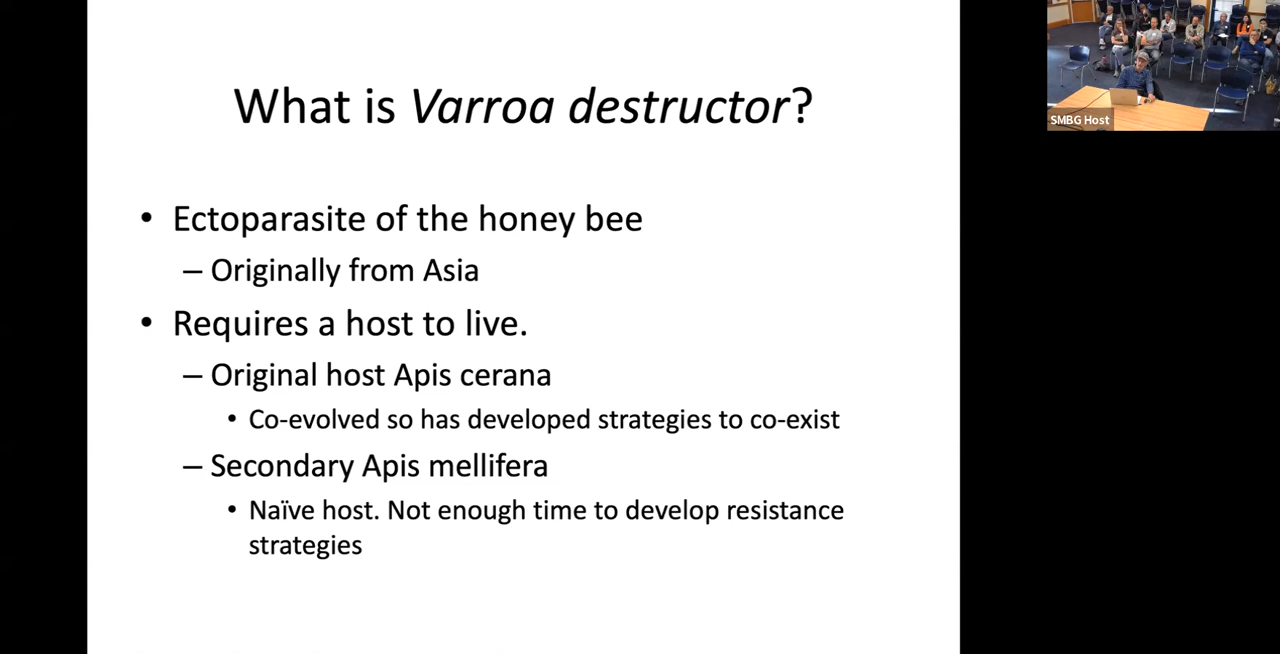 What is Varroa destructor?
• Ectoparasite of the honey bee
– Originally from Asia
• Requires a host to live.
– Original host Apis cerana
• Co-evolved so has developed strategies to co-exist
– Secondary Apis mellifera
• Naïve host. Not enough time to develop resistance
strategies
SMBG Host